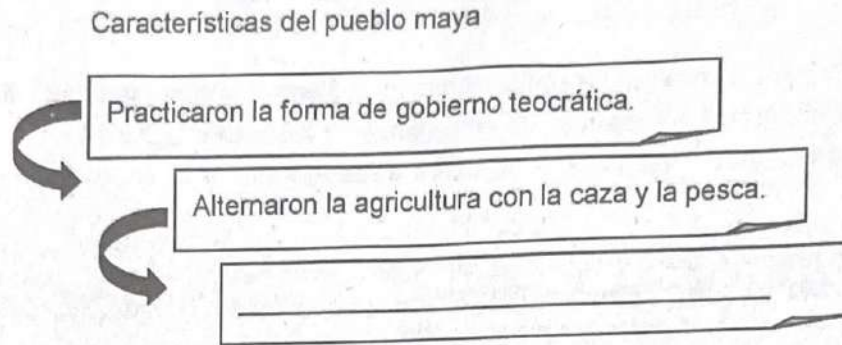 Características del pueblo maya
Practicaron la forma de gobierno teocrática.
Alternaron la agricultura con la caza y la pesca.